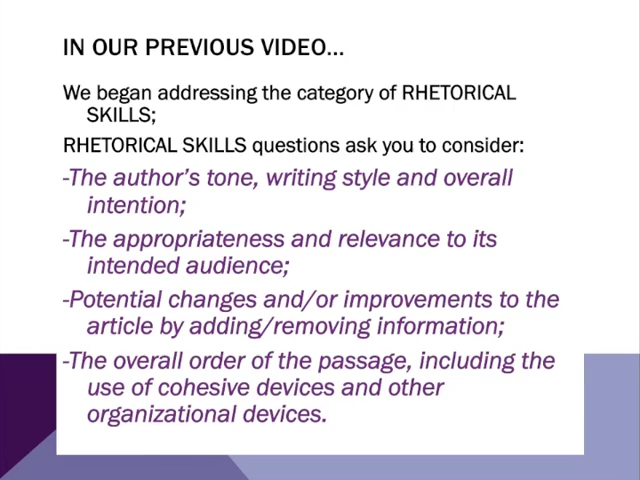 IN OUR PREVIOUS VIDEO...
We began addressing the category of RHETORICAL
SKILLS;
RHETORICAL SKILLS questions ask you to consider:
-The author's tone, writing style and overall
intention;
-The appropriateness and relevance to its
intended audience;
-Potential changes and/or improvements to the
article by adding/removing information;
-The overall order of the passage, including the
use of cohesive devices and other
organizational devices.